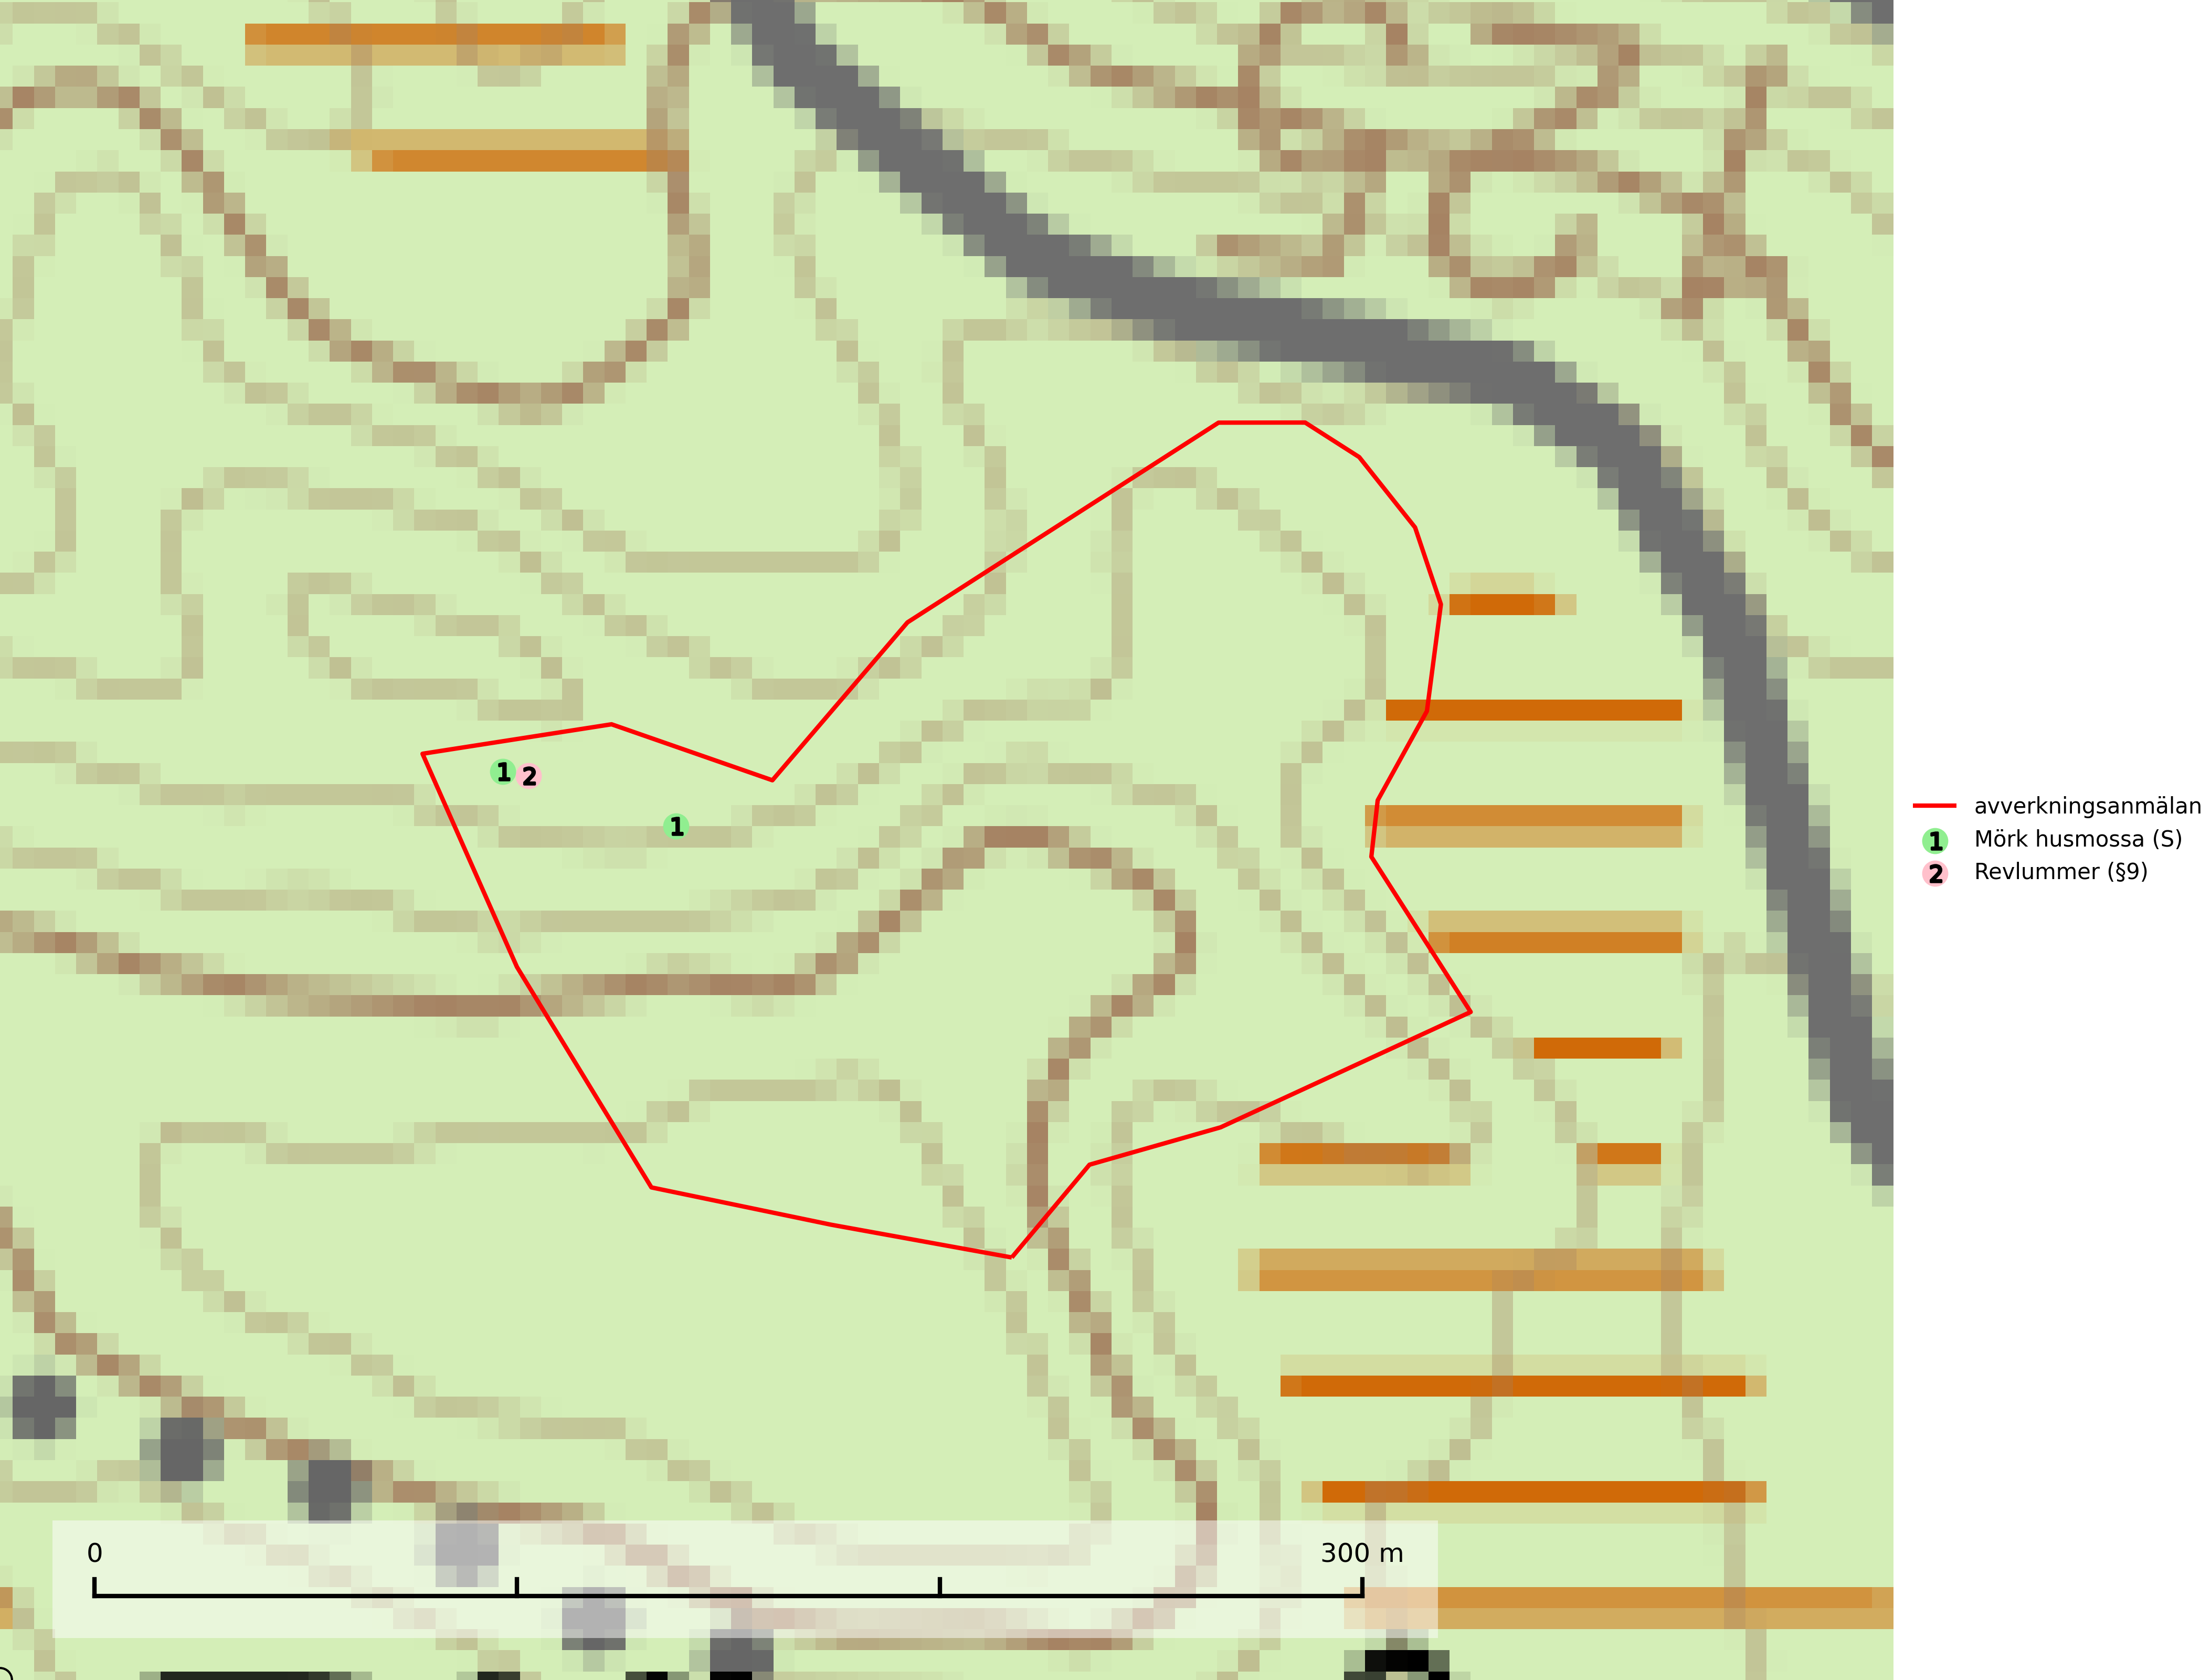 1 2
1
avverkningsanmälan
1 Mörk husmossa (S)
2 Revlummer (§9)
0 300 m